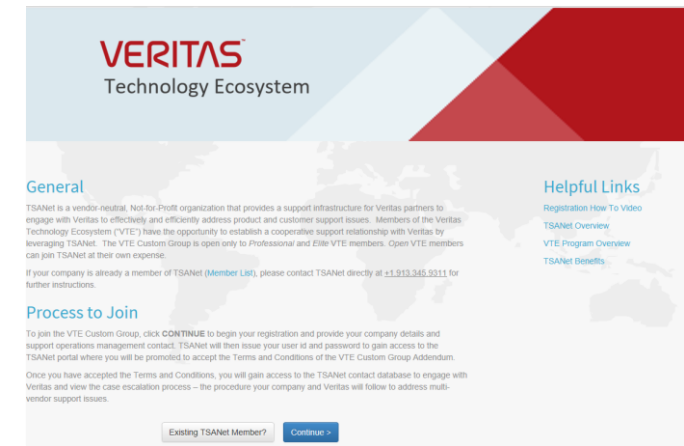 VERITAS™
Technology Ecosystem
General
TSANet is a vendor-neutral, Not-for-Profit organization that provides a support infrastructure for Veritas partners to
engage with Veritas to effectively and efficiently address product and customer support issues. Members of the Veritas
Technology Ecosystem ("VTE") have the opportunity to establish a cooperative support relationship with Veritas by
leveraging TSANet. The VTE Custom Group is open only to Professional and Elite VTE members. Open VTE members
can join TSANet at their own expense.
If your company is already a member of TSANet (Member List), please contact TSANet directly at +1.913.345.9311 for
further instructions.
Process to Join
To join the VTE Custom Group, click CONTINUE to begin your registration and provide your company details and
support operations management contact. TSANet will then issue your user id and password to gain access to the
TSANet portal where you will be promoted to accept the Terms and Conditions of the VTE Custom Group Addendum.
Once you have accepted the Terms and Conditions, you will gain access to the TSANet contact database to engage with
Veritas and view the case escalation process – the procedure your company and Veritas will follow to address multi-
vendor support issues.
Existing TSANet Member?
Continue >
Helpful Links
Registration How To Video
TSANet Overview
VTE Program Overview
TSANet Benefits